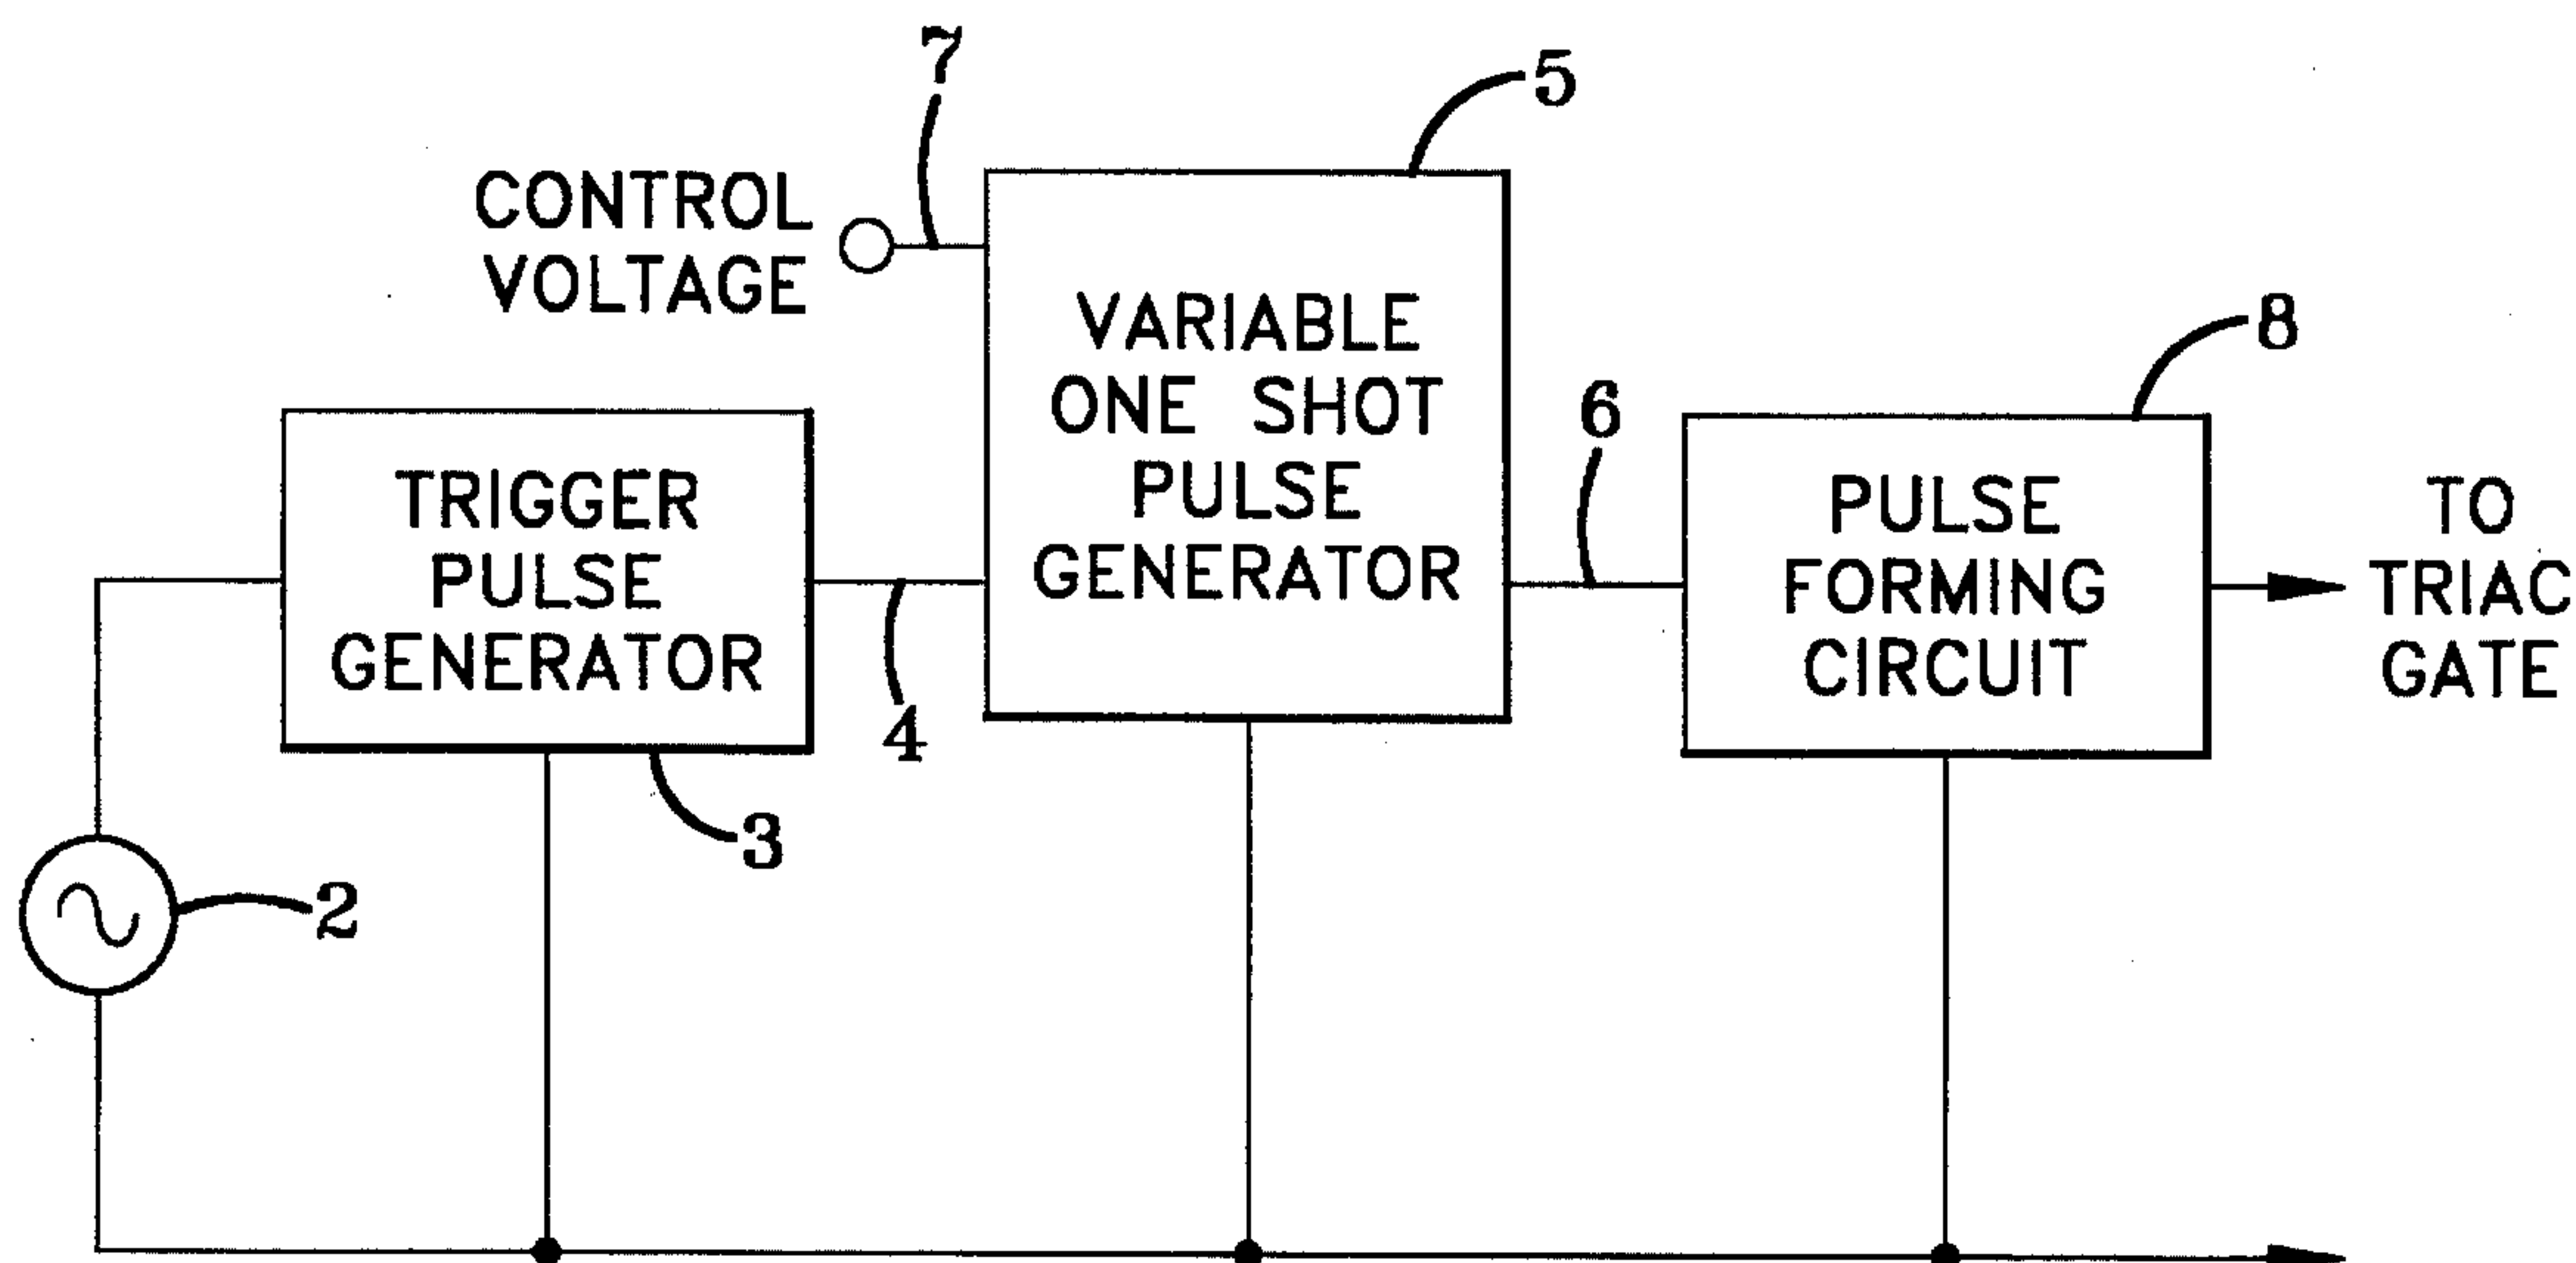 7
5
CONTROL
VOLTAGE
VARIABLE
ONE SHOT
PULSE
GENERATOR
8
6
TRIGGER
PULSE
GENERATOR
PULSE
FORMING
CIRCUIT
TO
TRIAC
GATE
4
3
2